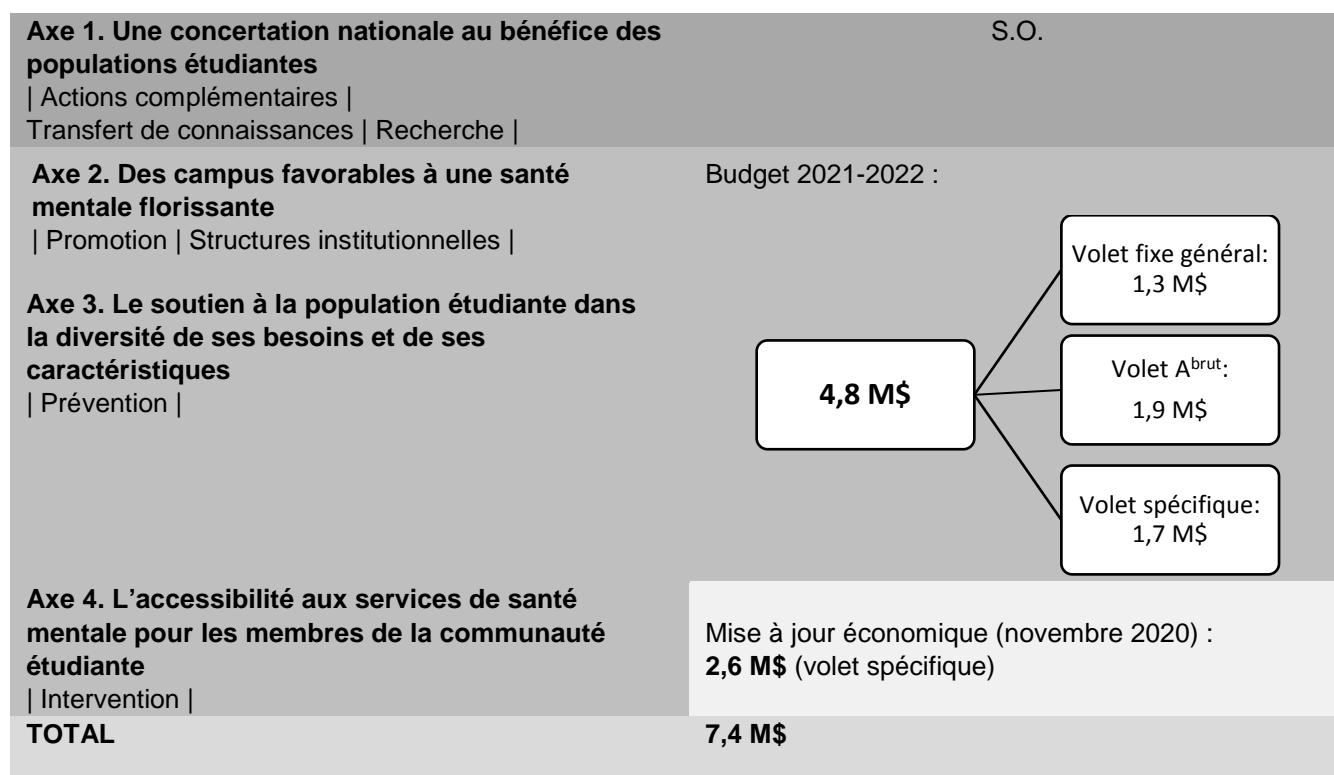 Axe 1. Une concertation nationale au bénéfice des
populations étudiantes
| Actions complémentaires |
Transfert de connaissances | Recherche |
S.O.
Axe 2. Des campus favorables à une santé
mentale florissante
| Promotion | Structures institutionnelles |
Axe 3. Le soutien à la population étudiante dans
la diversité de ses besoins et de ses
caractéristiques
| Prévention |
Budget 2021-2022 :
4,8 M$
Volet fixe général:
1,3 M$
Volet Abrut:
1,9 M$
Volet spécifique:
1,7 M$
Axe 4. L’accessibilité aux services de santé
mentale pour les membres de la communauté
étudiante
| Intervention |
Mise à jour économique (novembre 2020) :
2,6 M$ (volet spécifique)
TOTAL
7,4 M$